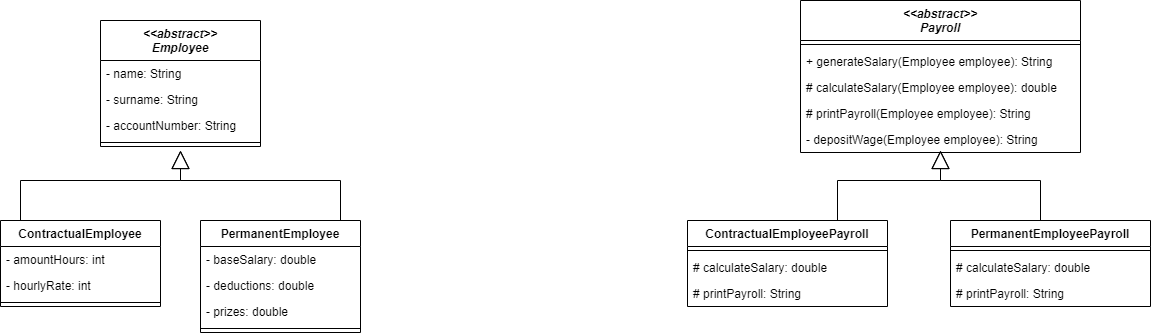 <<abstract>>
Employee
- name: String
- surname: String
- accountNumber: String
ContractualEmployee
- amountHours: int
- hourlyRate: int
PermanentEmployee
- baseSalary: double
- deductions: double
- prizes: double
<<abstract>>
Payroll
+ generateSalary(Employee employee): String
# calculateSalary(Employee employee): double
# printPayroll(Employee employee): String
- depositWage(Employee employee): String
ContractualEmployeePayroll
# calculateSalary: double
# printPayroll: String
PermanentEmployeePayroll
# calculateSalary: double
# printPayroll: String